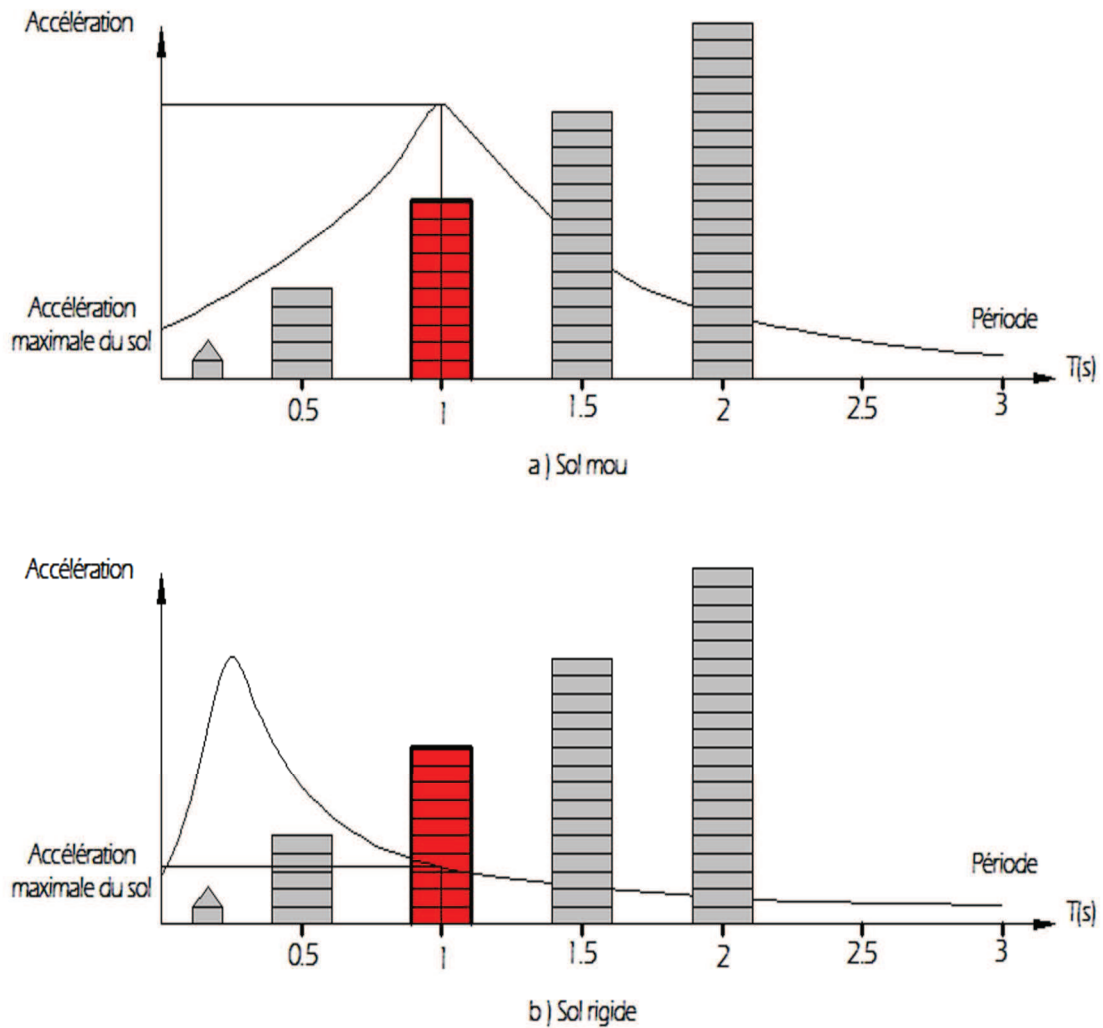 Accélération
Accélération
maximale du sol
Période
T(s)
0.5
1
1.5
2
2.5
3
a ) Sol mou
Accélération
Accélération
maximale du sol
Période
T(s)
0.5
1
1.5
2
2.5
3
b ) Sol rigide